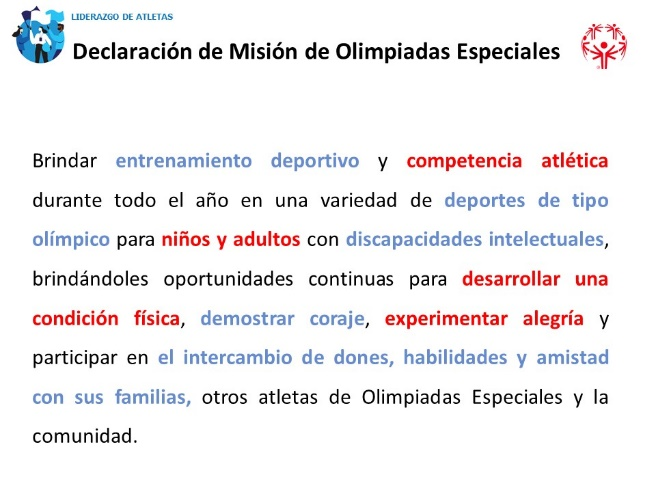 LIDERAZGO DE ATLETAS
Declaración de Misión de Olimpiadas Especiales
Brindar entrenamiento deportivo y competencia atlética
durante todo el año en una variedad de deportes de tipo
olímpico para niños y adultos con discapacidades intelectuales,
brindándoles oportunidades continuas para desarrollar una
condición física, demostrar coraje, experimentar alegría y
participar en el intercambio de dones, habilidades y amistad
con sus familias, otros atletas de Olimpiadas Especiales y la
comunidad.